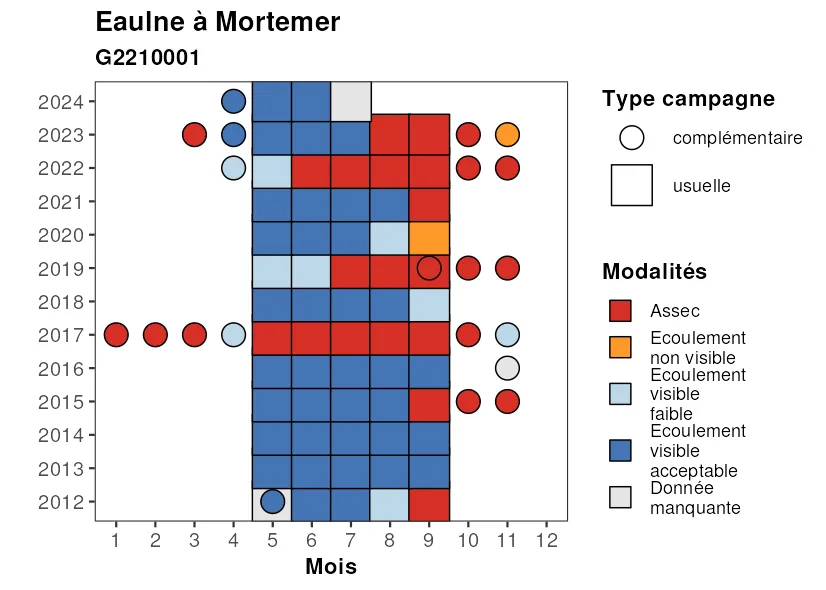 Eaulne à Mortemer
G2210001
2024
2023
2022
2021
2020
2019
2018
2017
2016
2015
2014
2013
2012
1 2 3 4 5 6 7 8 9 10 11 12
Mois
Type campagne
complémentaire
usuelle
Modalités
Assec
Ecoulement
non visible
Ecoulement
visible
faible
Ecoulement
visible
acceptable
Donnée
manquante